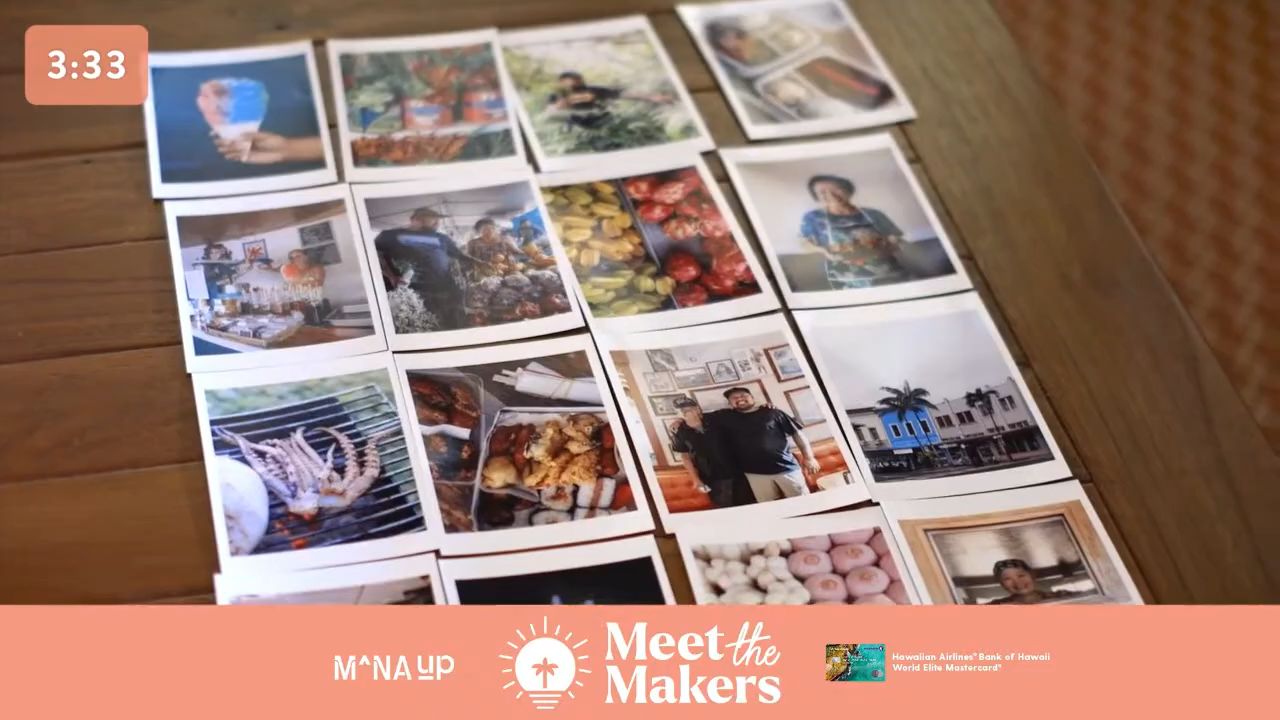 3:33
M^NA UP
Meet the
Makers
Hawaiian Airlines® Bank of Hawaii
World Elite Mastercard®